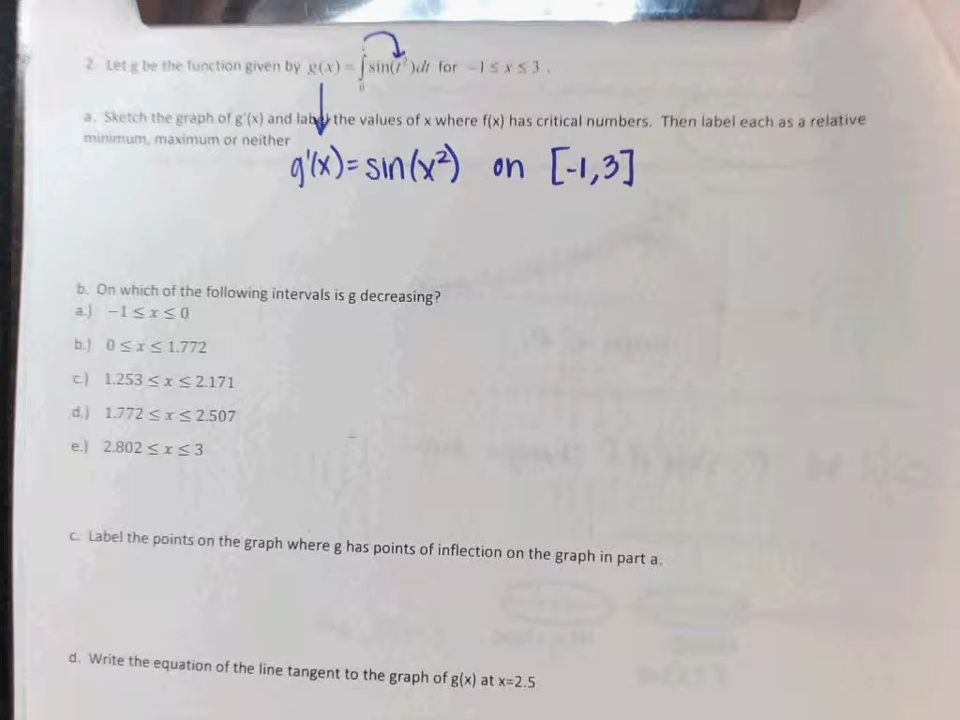 2. Let g be the function given by g(x) = ∫₀ˣ sin(t²)dt for −1 ≤ x ≤ 3.
a. Sketch the graph of g'(x) and label the values of x where f(x) has critical numbers. Then label each as a relative
minimum, maximum or neither
g'(x)=sin(x²) on [-1,3]
b. On which of the following intervals is g decreasing?
a.) −1 ≤ x ≤ 0
b.) 0 ≤ x ≤ 1.772
c.) 1.253 ≤ x ≤ 2.171
d.) 1.772 ≤ x ≤ 2.507
e.) 2.802 ≤ x ≤ 3
c. Label the points on the graph where g has points of inflection on the graph in part a.
d. Write the equation of the line tangent to the graph of g(x) at x=2.5